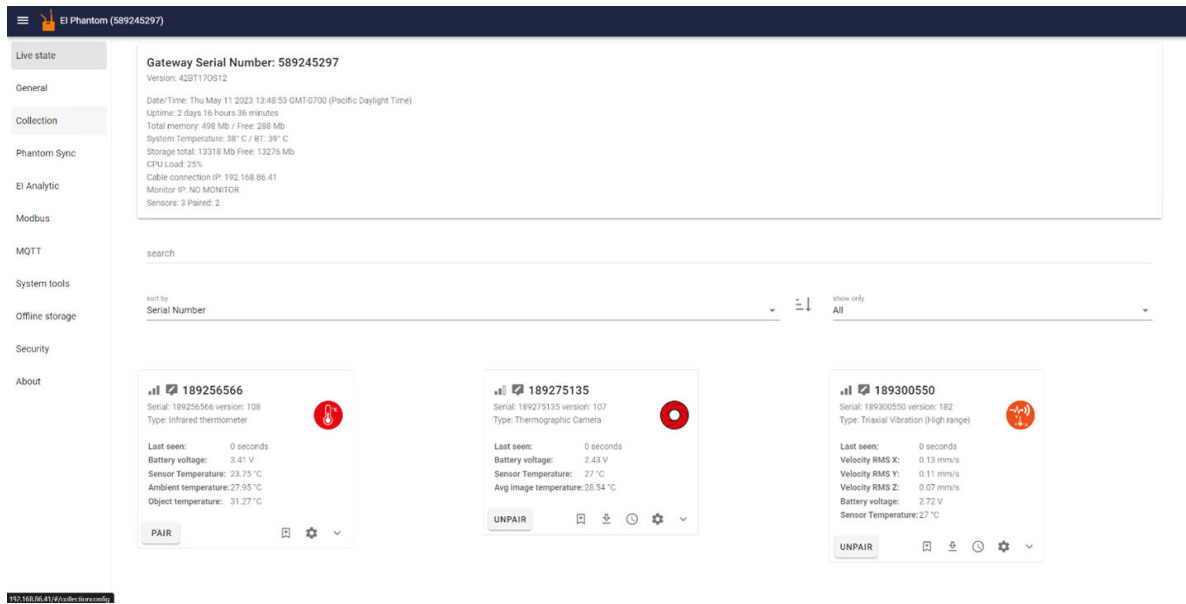 EI Phantom (589245297)
Live state
General
Collection
Phantom Sync
EI Analytic
Modbus
MQTT
System tools
Offline storage
Security
About
Gateway Serial Number: 589245297
Version: 42BT17OS12
Date/Time: Thu May 11 2023 13:48:53 GMT-0700 (Pacific Daylight Time)
Uptime: 2 days 16 hours 36 minutes
Total memory: 498 Mb / Free: 288 Mb
System Temperature: 38° C / BT: 39° C
Storage total: 13318 Mb Free: 13276 Mb
CPU Load: 25%
Cable connection IP: 192.168.86.41
Monitor IP: NO MONITOR
Sensors: 3 Paired: 2
search
sort by
Serial Number
show only
All
189256566
Serial: 189256566 version: 108
Type: Infrared thermometer
Last seen: 0 seconds
Battery voltage: 3.41 V
Sensor Temperature: 23.75 °C
Ambient temperature: 27.95 °C
Object temperature: 31.27 °C
PAIR
189275135
Serial: 189275135 version: 107
Type: Thermographic Camera
Last seen: 0 seconds
Battery voltage: 2.43 V
Sensor Temperature: 27 °C
Avg image temperature: 28.54 °C
UNPAIR
189300550
Serial: 189300550 version: 182
Type: Triaxial Vibration (High range)
Last seen: 0 seconds
Velocity RMS X: 0.13 mm/s
Velocity RMS Y: 0.11 mm/s
Velocity RMS Z: 0.07 mm/s
Battery voltage: 2.72 V
Sensor Temperature: 27 °C
UNPAIR
192.168.86.41/#/collectionconfig